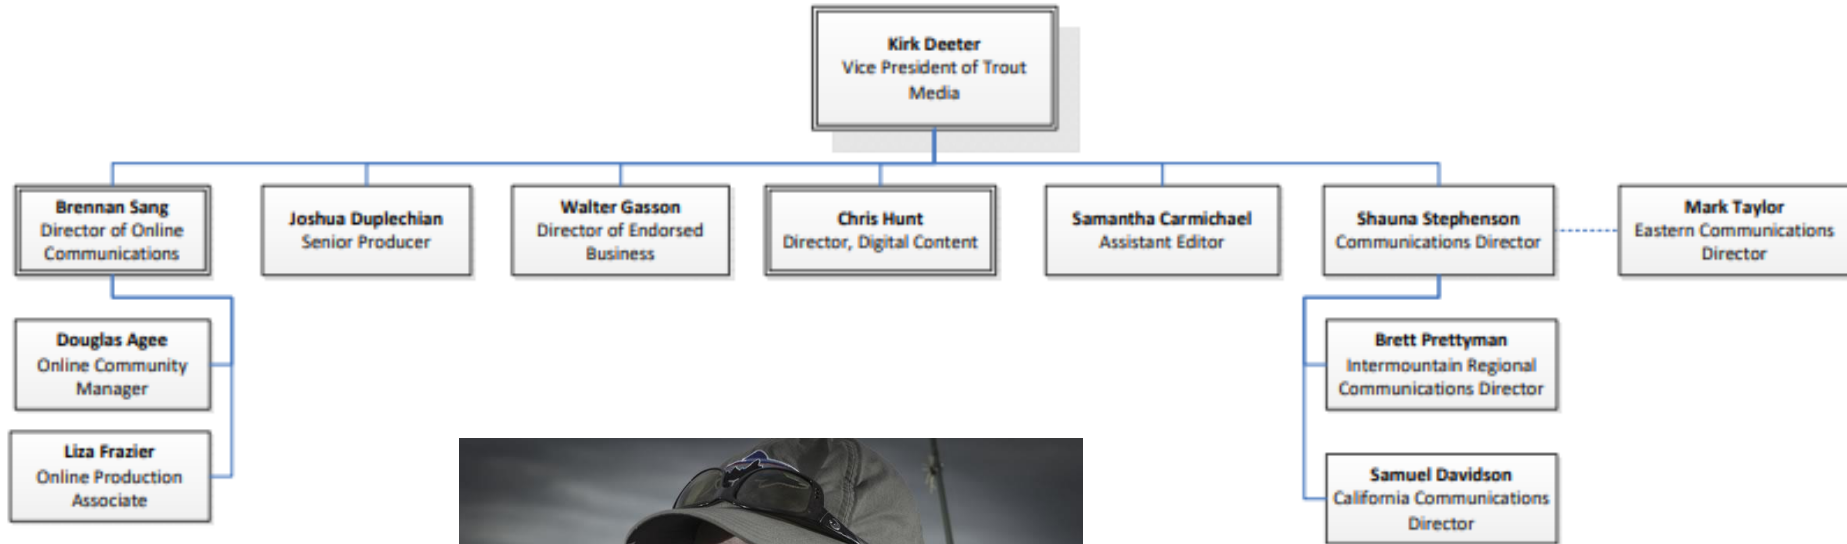 Kirk Deeter
Vice President of Trout
Media
Brennan Sang
Director of Online
Communications
Joshua Duplechian
Senior Producer
Walter Gasson
Director of Endorsed
Business
Chris Hunt
Director, Digital Content
Samantha Carmichael
Assistant Editor
Shauna Stephenson
Communications Director
Mark Taylor
Eastern Communications
Director
Douglas Agee
Online Community
Manager
Brett Prettyman
Intermountain Regional
Communications Director
Liza Frazier
Online Production
Associate
Samuel Davidson
California Communications
Director